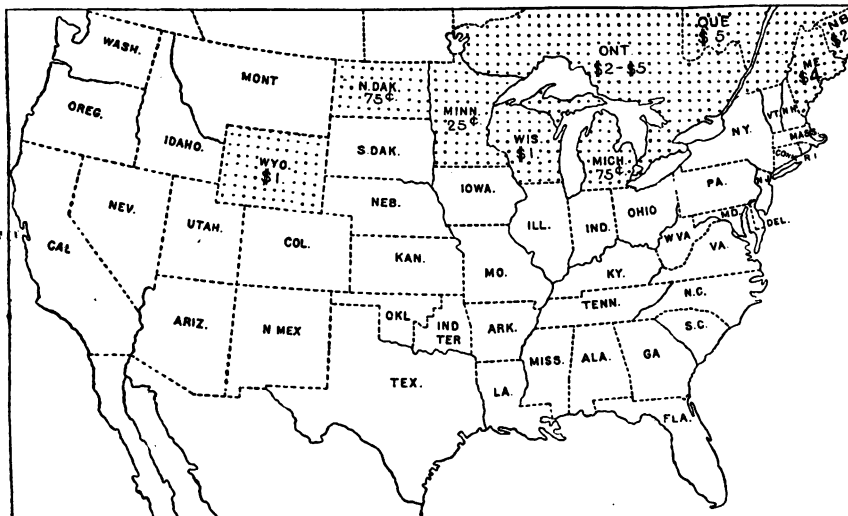 WASH.
MONT
N.DAK.
75¢
MINN.
25¢
ONT
$2-$5
QUE
$5
NB
$2
ME
$4
OREG.
IDAHO.
WYO.
$1
S.DAK.
WIS.
$1
MICH.
75¢
N.Y.
VT.
N.H.
MASS.
CONN.
R I
NEV.
UTAH.
COL.
NEB.
IOWA.
ILL.
IND.
OHIO
PA.
N.J.
MD.
DEL.
CAL
KAN.
MO.
KY.
W.VA
VA.
ARIZ.
N MEX
OKL
IND
TER
ARK.
TENN.
N.C.
S.C.
TEX.
LA.
MISS.
ALA.
GA
FLA.